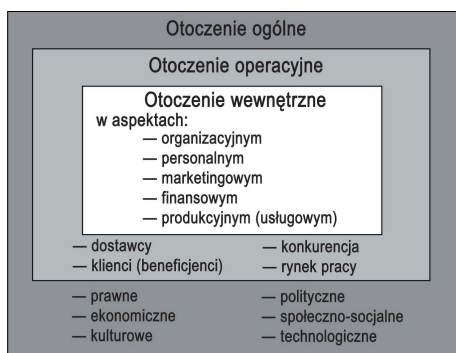 Otoczenie ogólne
Otoczenie operacyjne
Otoczenie wewnętrzne
w aspektach:
— organizacyjnym
— personalnym
— marketingowym
— finansowym
— produkcyjnym (usługowym)
— dostawcy — konkurencja
— klienci (beneficjenci) — rynek pracy
— prawne — polityczne
— ekonomiczne — społeczno-socjalne
— kulturowe — technologiczne